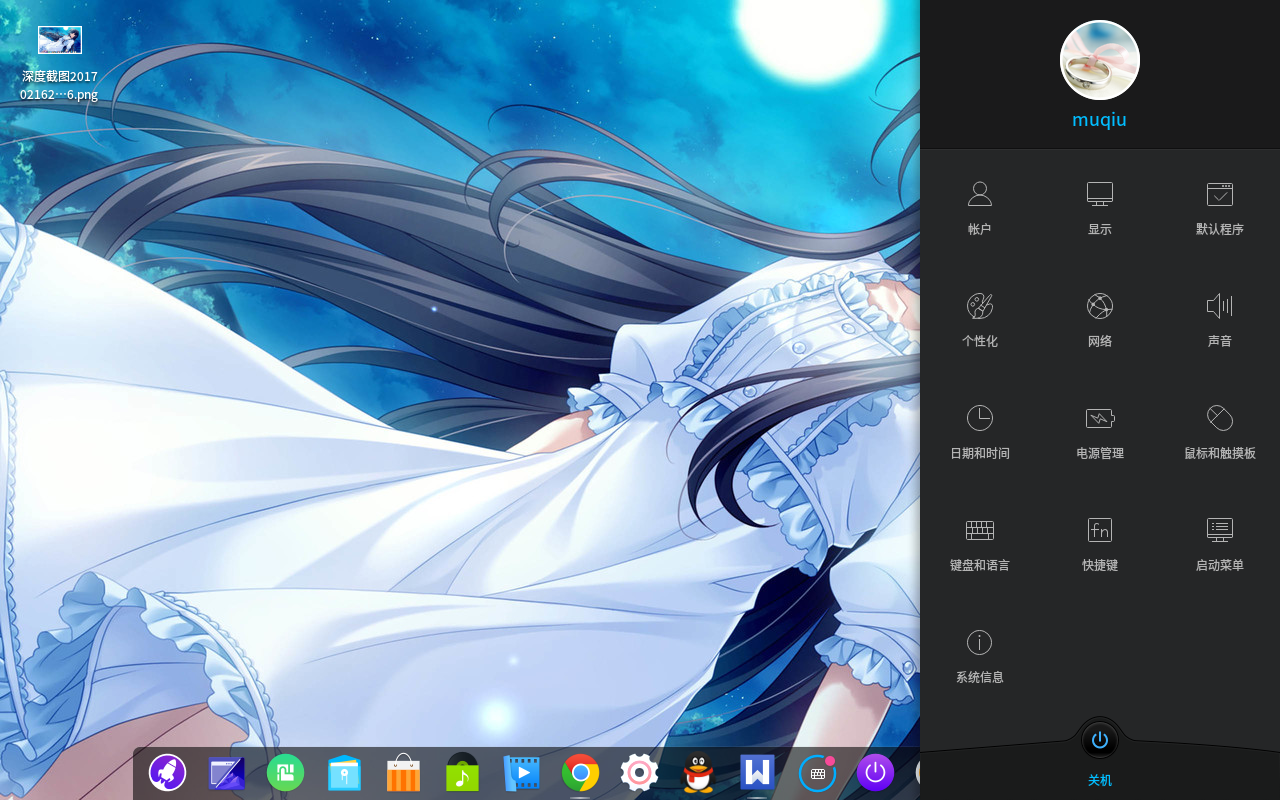 深度截图2017
02162…6.png
muqiu
帐户
显示
默认程序
个性化
网络
声音
日期和时间
电源管理
鼠标和触摸板
键盘和语言
fn
快捷键
启动菜单
系统信息
W
关机